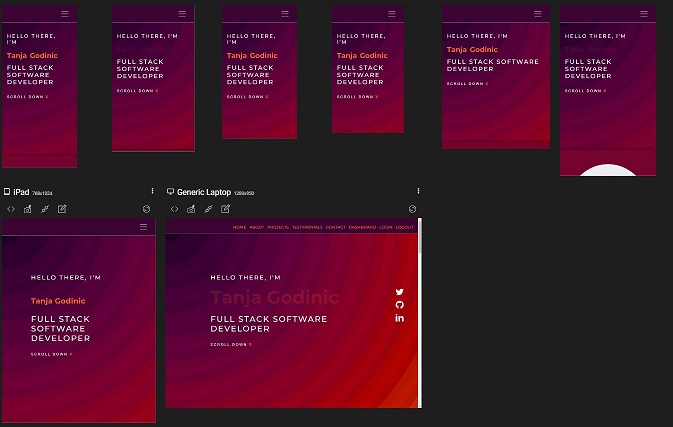 HELLO THERE,
I'M
Tanja Godinic
FULL STACK
SOFTWARE
DEVELOPER
SCROLL DOWN
HELLO THERE, I'M
FULL STACK
SOFTWARE
DEVELOPER
SCROLL DOWN
HELLO THERE,
I'M
Tanja Godinic
FULL STACK
SOFTWARE
DEVELOPER
SCROLL DOWN
HELLO THERE,
I'M
Tanja Godinic
FULL STACK
SOFTWARE
DEVELOPER
SCROLL DOWN
HELLO THERE, I'M
Tanja Godinic
FULL STACK SOFTWARE
DEVELOPER
SCROLL DOWN
HELLO THERE, I'M
FULL STACK
SOFTWARE
DEVELOPER
SCROLL DOWN
iPad 768x1024
Generic Laptop 1280x950
HELLO THERE, I'M
Tanja Godinic
FULL STACK
SOFTWARE
DEVELOPER
SCROLL DOWN
HOME ABOUT PROJECTS TESTIMONIALS CONTACT DASHBOARD LOGIN LOGOUT
HELLO THERE, I'M
Tanja Godinic
FULL STACK SOFTWARE
DEVELOPER
SCROLL DOWN